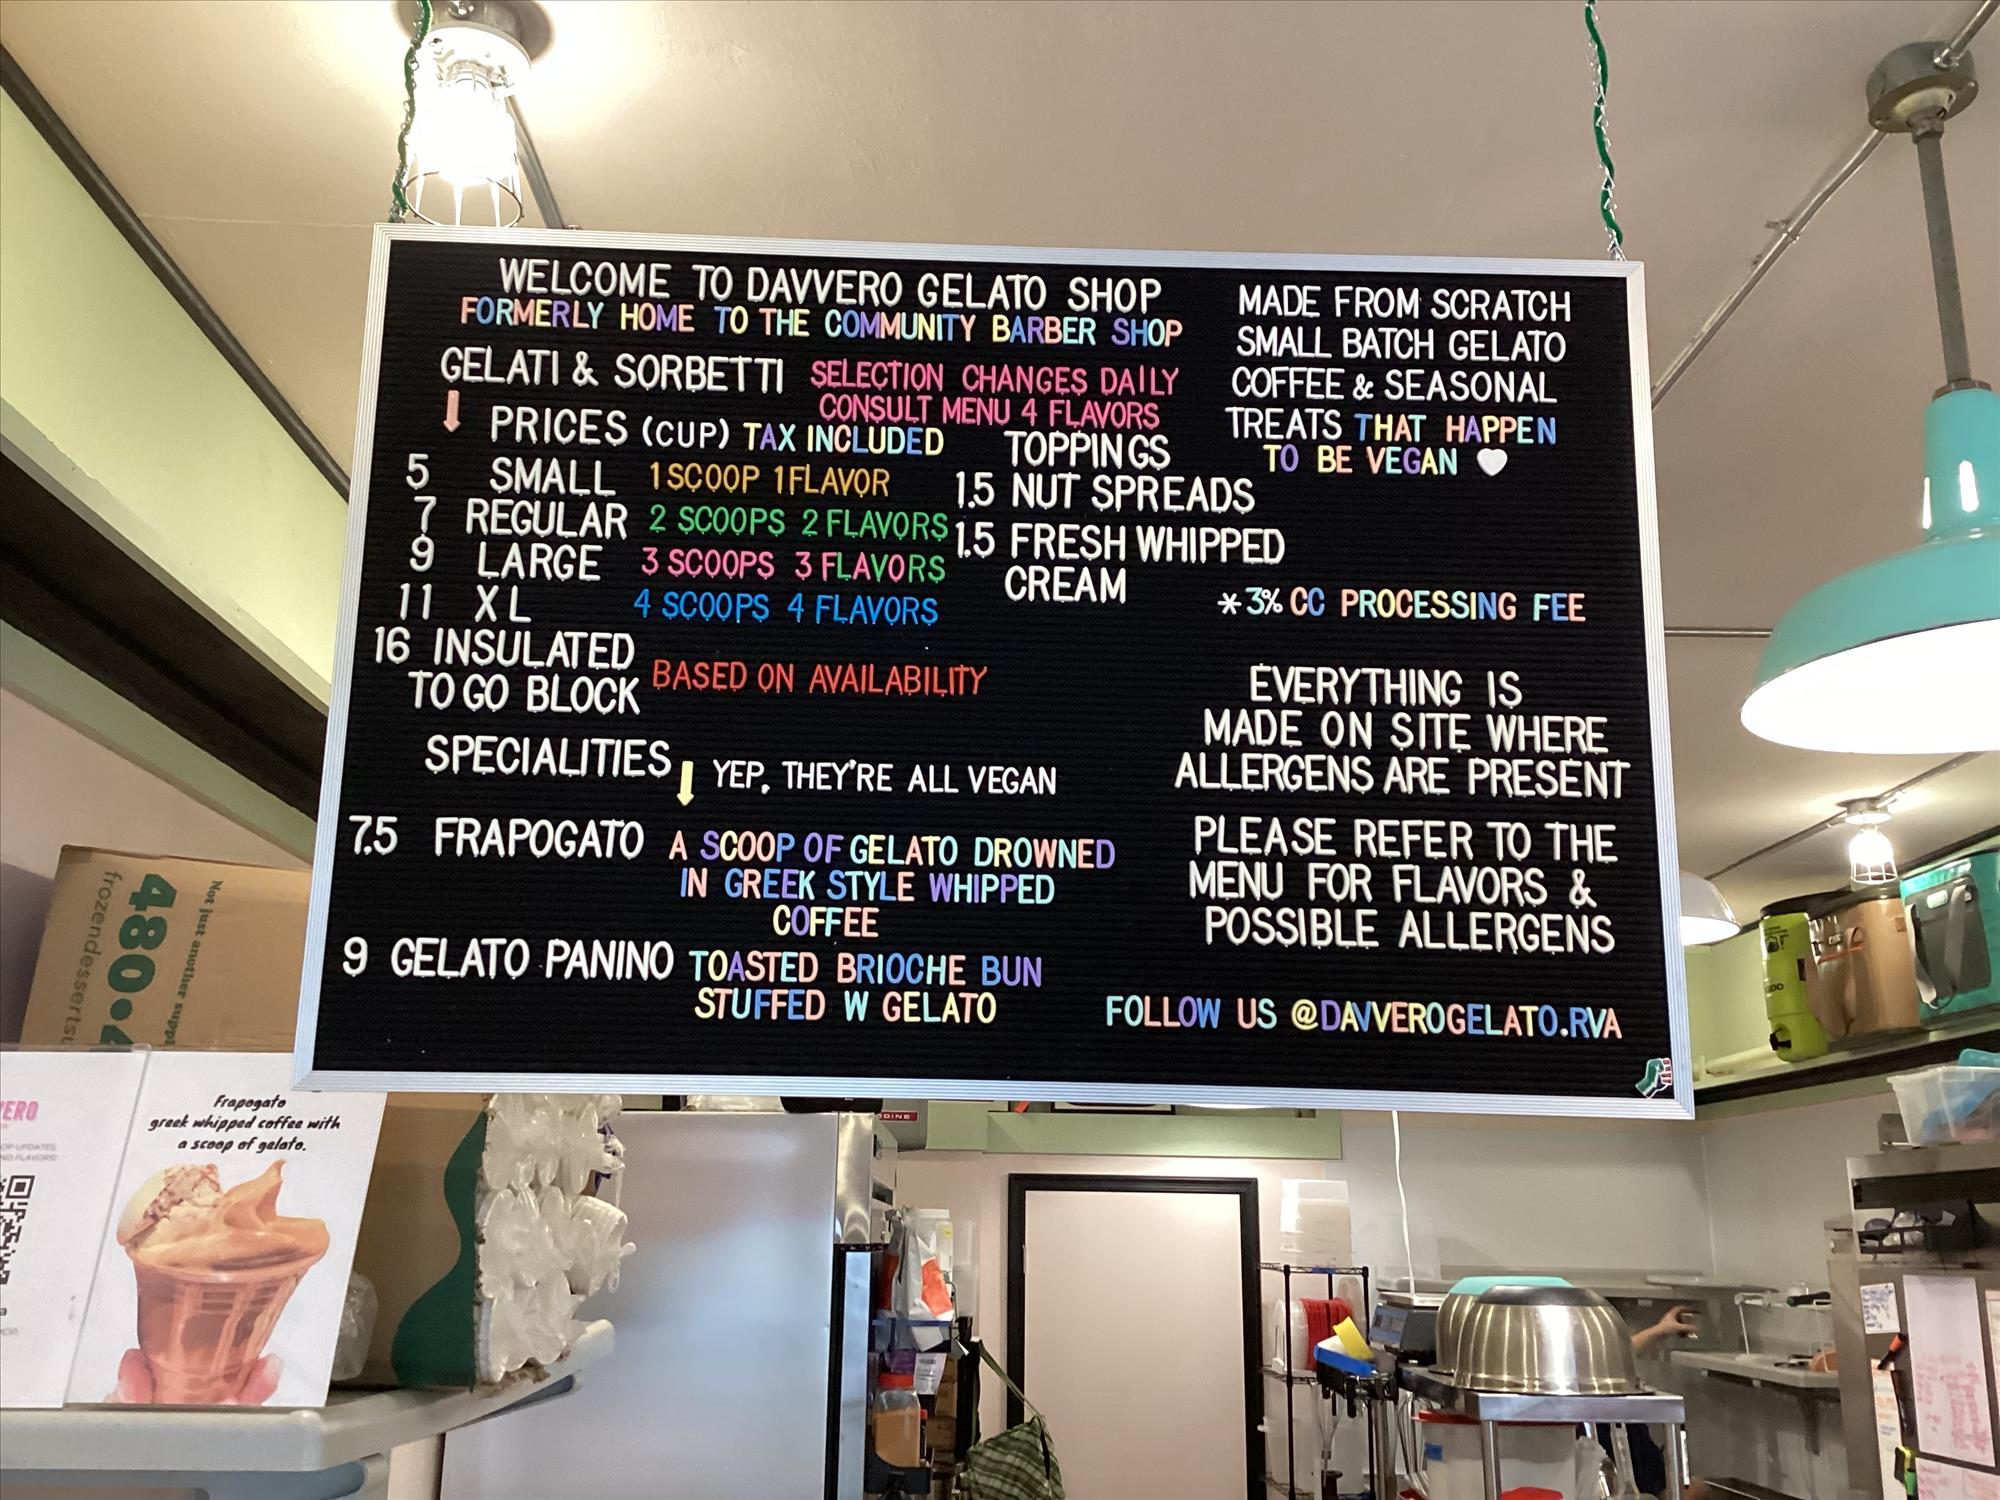 WELCOME TO DAVVERO GELATO SHOP
FORMERLY HOME TO THE COMMUNITY BARBER SHOP
GELATI & SORBETTI SELECTION CHANGES DAILY
CONSULT MENU 4 FLAVORS
PRICES (CUP) TAX INCLUDED
5 SMALL 1 SCOOP 1 FLAVOR
7 REGULAR 2 SCOOPS 2 FLAVORS
9 LARGE 3 SCOOPS 3 FLAVORS
11 XL 4 SCOOPS 4 FLAVORS
16 INSULATED
TO GO BLOCK
BASED ON AVAILABILITY
TOPPINGS
1.5 NUT SPREADS
1.5 FRESH WHIPPED
CREAM
SPECIALITIES
YEP, THEY'RE ALL VEGAN
7.5 FRAPOGATO A SCOOP OF GELATO DROWNED
IN GREEK STYLE WHIPPED
COFFEE
9 GELATO PANINO TOASTED BRIOCHE BUN
STUFFED W GELATO
MADE FROM SCRATCH
SMALL BATCH GELATO
COFFEE & SEASONAL
TREATS THAT HAPPEN
TO BE VEGAN
*3% CC PROCESSING FEE
EVERYTHING IS
MADE ON SITE WHERE
ALLERGENS ARE PRESENT
PLEASE REFER TO THE
MENU FOR FLAVORS &
POSSIBLE ALLERGENS
FOLLOW US @DAVVEROGELATO.RVA
Not just another
480
frozendesserts
Frapogato
greek whipped coffee with
a scoop of gelato.